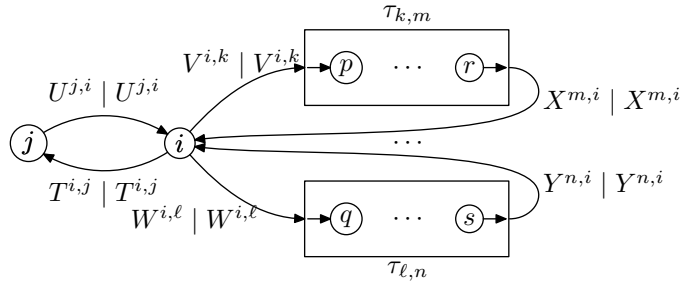 τ_{k,m}
V^{i,k} | V^{i,k}
p ... r
U^{j,i} | U^{j,i}
X^{m,i} | X^{m,i}
j i ...
T^{i,j} | T^{i,j}
Y^{n,i} | Y^{n,i}
W^{i,ℓ} | W^{i,ℓ}
q ... s
τ_{ℓ,n}